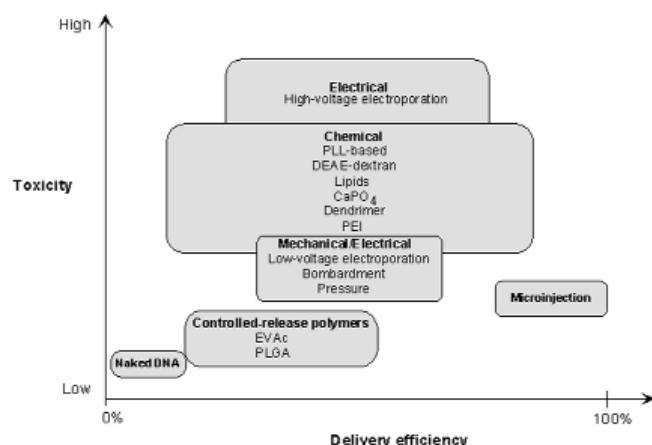 High
Electrical
High-voltage electroporation
Chemical
PLL-based
DEAE-dextran
Lipids
CaPO4
Dendrimer
PEI
Toxicity
Mechanical/Electrical
Low-voltage electroporation
Bombardment
Pressure
Microinjection
Controlled-release polymers
EVAc
PLGA
Naked DNA
Low
0%
100%
Delivery efficiency